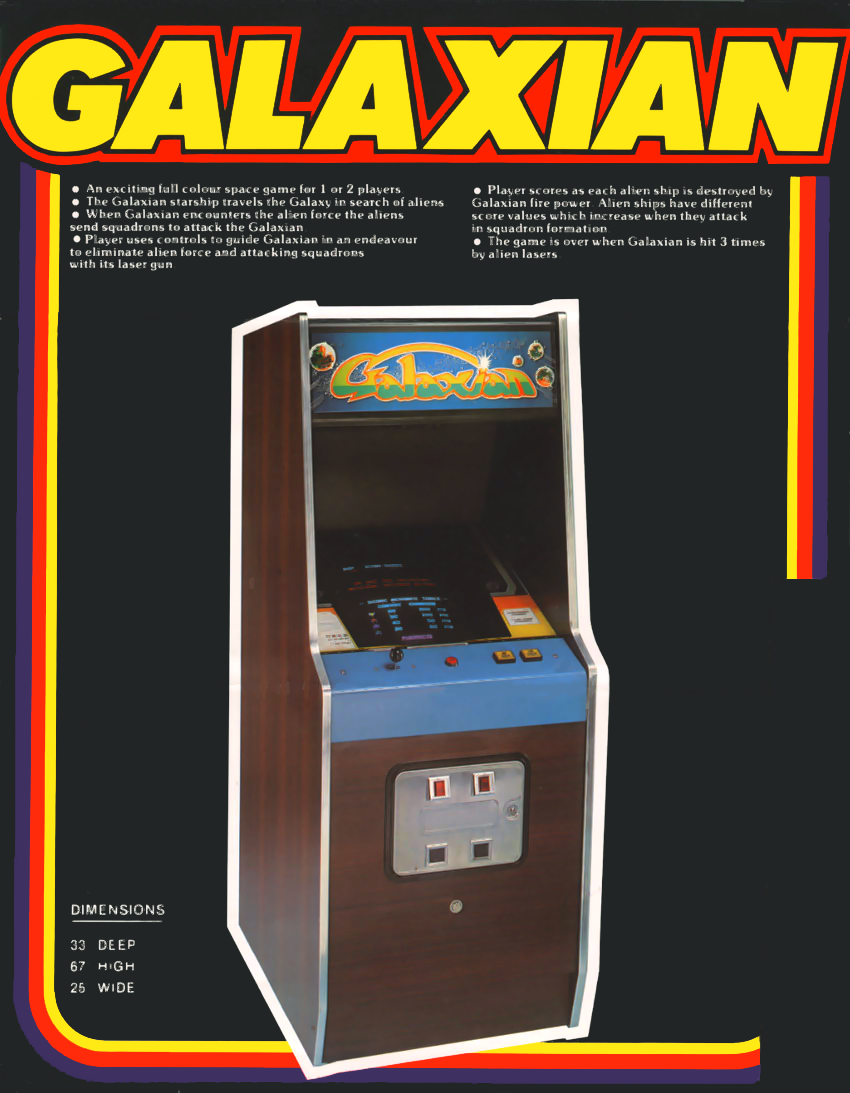 GALAXIAN
● An exciting full colour space game for 1 or 2 players
● The Galaxian starship travels the Galaxy in search of aliens
● When Galaxian encounters the alien force the aliens
send squadrons to attack the Galaxian
● Player uses controls to guide Galaxian in an endeavour
to eliminate alien force and attacking squadrons
with its laser gun
● Player scores as each alien ship is destroyed by
Galaxian fire power. Alien ships have different
score values which increase when they attack
in squadron formation
● The game is over when Galaxian is hit 3 times
by alien lasers
Galaxian
namco
DIMENSIONS
33 DEEP
67 HIGH
25 WIDE